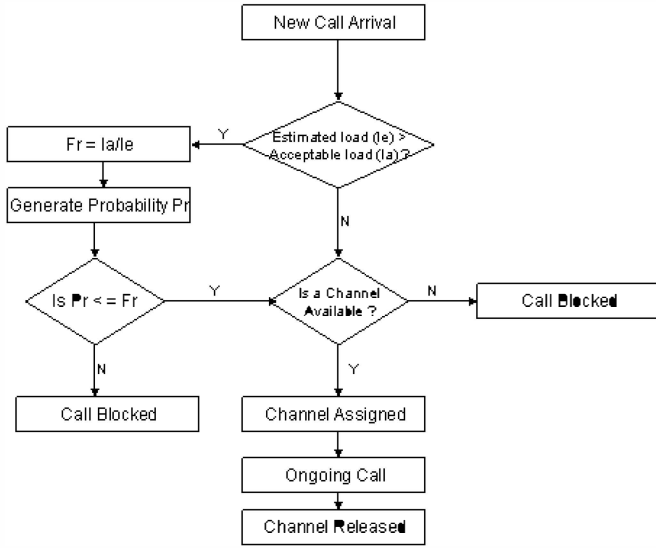 New Call Arrival
Y
Estimated load (le) >
Acceptable load (la) ?
Fr = la/le
Generate Probability Pr
N
Is Pr < = Fr
Y
Is a Channel
Available ?
N
Call Blocked
N
Y
Call Blocked
Channel Assigned
Ongoing Call
Channel Released